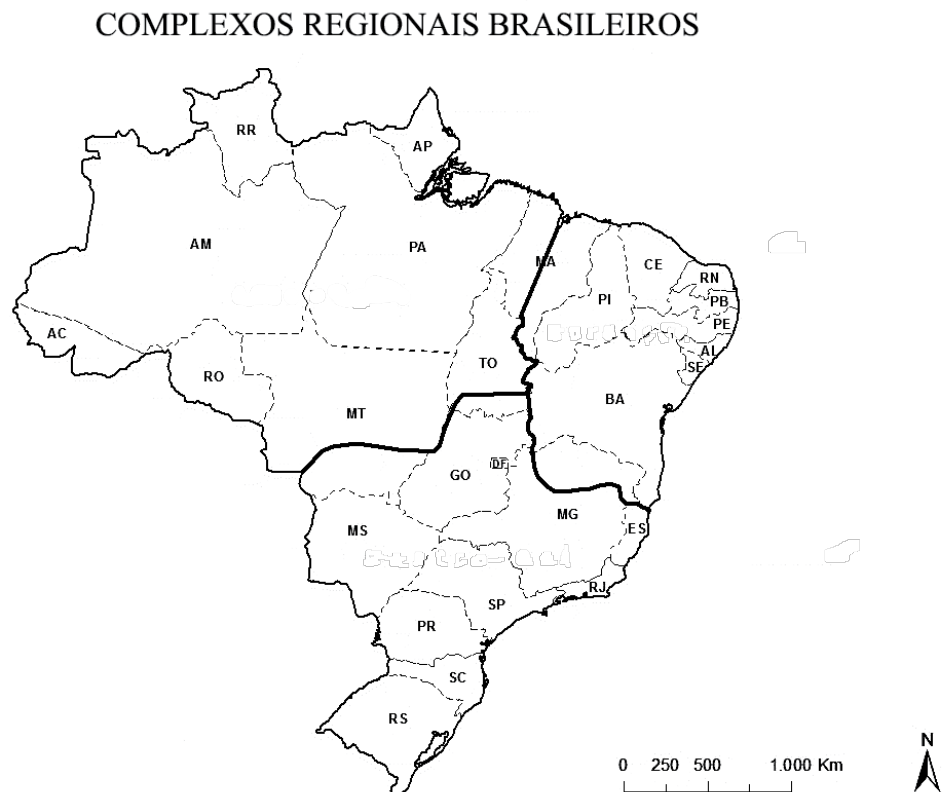 COMPLEXOS REGIONAIS BRASILEIROS
RR
AP
AM
PA
MA
CE
RN
PI
PB
PE
AC
AL
SE
TO
RO
BA
MT
DF
GO
MG
MS
ES
RJ
SP
PR
SC
RS
N
0 250 500 1.000 Km